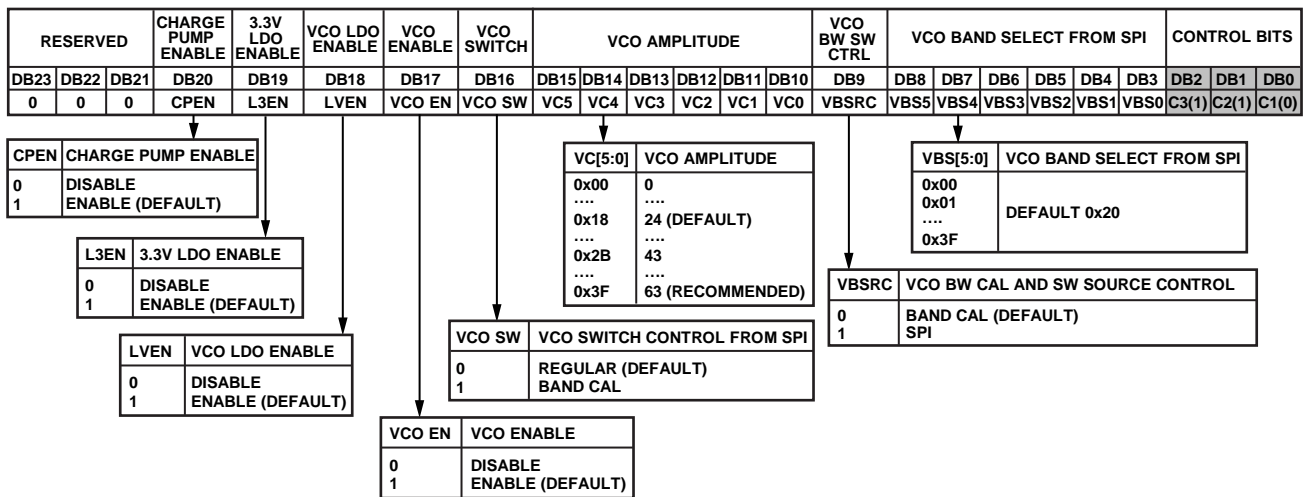 RESERVED CHARGE PUMP ENABLE 3.3V LDO ENABLE VCO LDO ENABLE VCO ENABLE VCO SWITCH VCO AMPLITUDE VCO BW SW CTRL VCO BAND SELECT FROM SPI CONTROL BITS
DB23 DB22 DB21 DB20 DB19 DB18 DB17 DB16 DB15 DB14 DB13 DB12 DB11 DB10 DB9 DB8 DB7 DB6 DB5 DB4 DB3 DB2 DB1 DB0
0 0 0 CPEN L3EN LVEN VCO EN VCO SW VC5 VC4 VC3 VC2 VC1 VC0 VBSRC VBS5 VBS4 VBS3 VBS2 VBS1 VBS0 C3(1) C2(1) C1(0)
CPEN CHARGE PUMP ENABLE
0 DISABLE
1 ENABLE (DEFAULT)
L3EN 3.3V LDO ENABLE
0 DISABLE
1 ENABLE (DEFAULT)
LVEN VCO LDO ENABLE
0 DISABLE
1 ENABLE (DEFAULT)
VCO EN VCO ENABLE
0 DISABLE
1 ENABLE (DEFAULT)
VCO SW VCO SWITCH CONTROL FROM SPI
0 REGULAR (DEFAULT)
1 BAND CAL
VC[5:0] VCO AMPLITUDE
0x00 0
.... ....
0x18 24 (DEFAULT)
.... ....
0x2B 43
.... ....
0x3F 63 (RECOMMENDED)
VBSRC VCO BW CAL AND SW SOURCE CONTROL
0 BAND CAL (DEFAULT)
1 SPI
VBS[5:0] VCO BAND SELECT FROM SPI
0x00
0x01
....
0x3F
DEFAULT 0x20